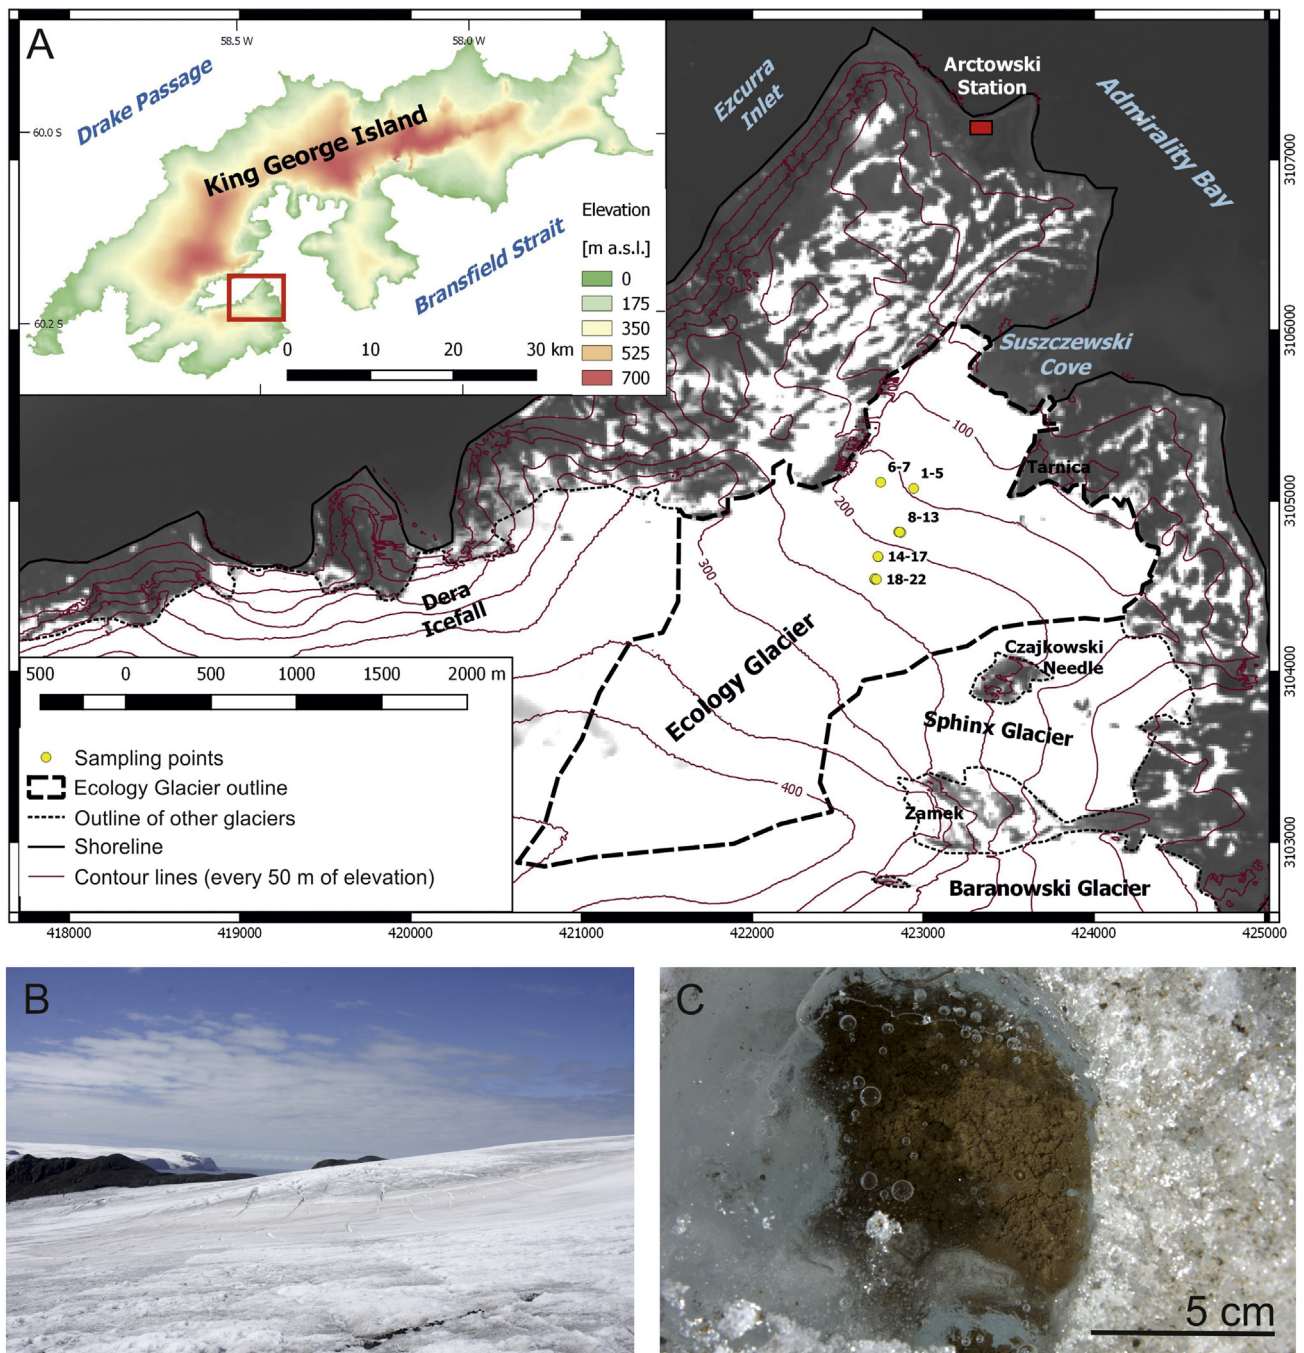 A
58.5 W
58.0 W
60.0 S
60.2 S
Drake Passage
King George Island
Bransfield Strait
Elevation
[m a.s.l.]
0
175
350
525
700
0
10
20
30 km
Ezcurra
Inlet
Arctowski
Station
Admirality Bay
Suszczewski
Cove
100
Tarnica
6-7
1-5
200
8-13
14-17
18-22
300
Dera
Icefall
Ecology Glacier
Czajkowski
Needle
Sphinx Glacier
400
Zamek
Baranowski Glacier
3107000
3106000
3105000
3104000
3103000
500
0
500
1000
1500
2000 m
Sampling points
Ecology Glacier outline
Outline of other glaciers
Shoreline
Contour lines (every 50 m of elevation)
418000
419000
420000
421000
422000
423000
424000
425000
B
C
5 cm